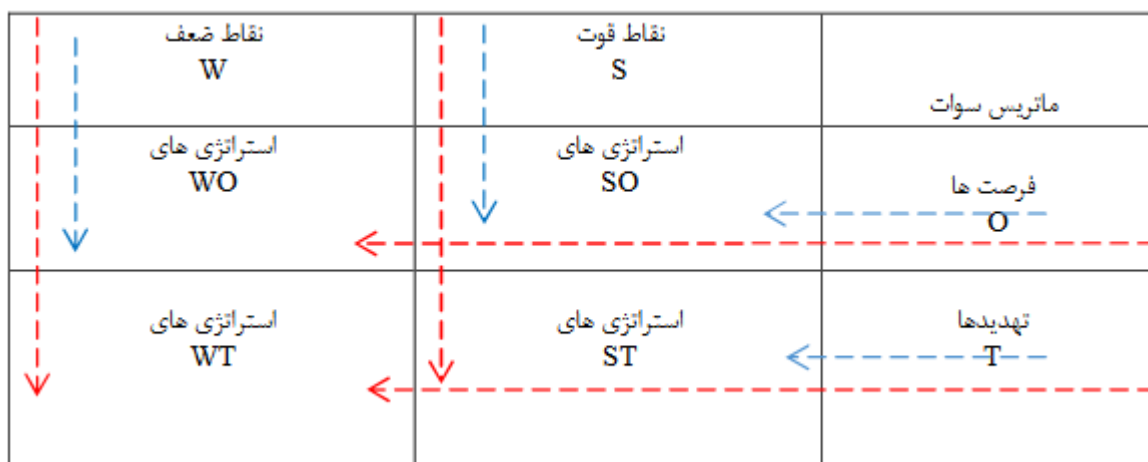 ماتریس سوات
نقاط قوت
S
نقاط ضعف
W
فرصت ها
O
استراتژی های
SO
استراتژی های
WO
تهدیدها
T
استراتژی های
ST
استراتژی های
WT